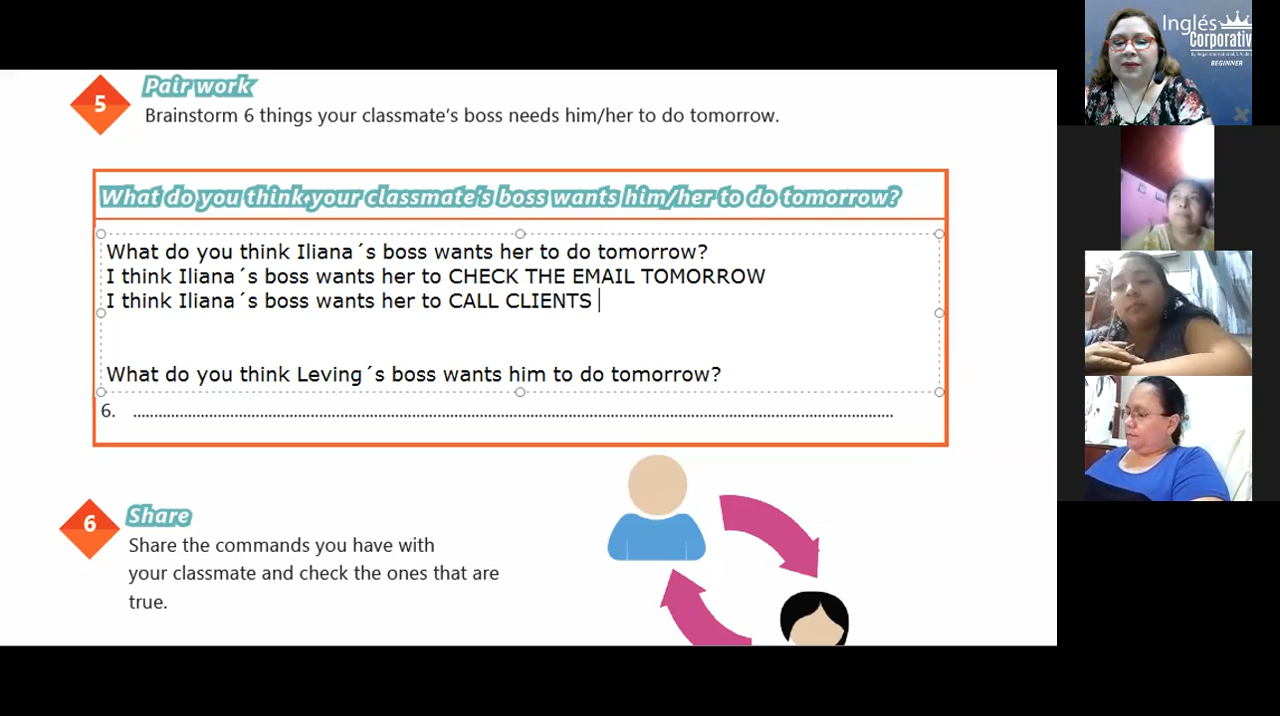 Inglés
Corporativ
BEGINNER
5
Pair work
Brainstorm 6 things your classmate's boss needs him/her to do tomorrow.
What do you think your classmate's boss wants him/her to do tomorrow?
What do you think Iliana´s boss wants her to do tomorrow?
I think Iliana´s boss wants her to CHECK THE EMAIL TOMORROW
I think Iliana´s boss wants her to CALL CLIENTS
What do you think Leving´s boss wants him to do tomorrow?
6. ....................................................................................................
6
Share
Share the commands you have with
your classmate and check the ones that are
true.